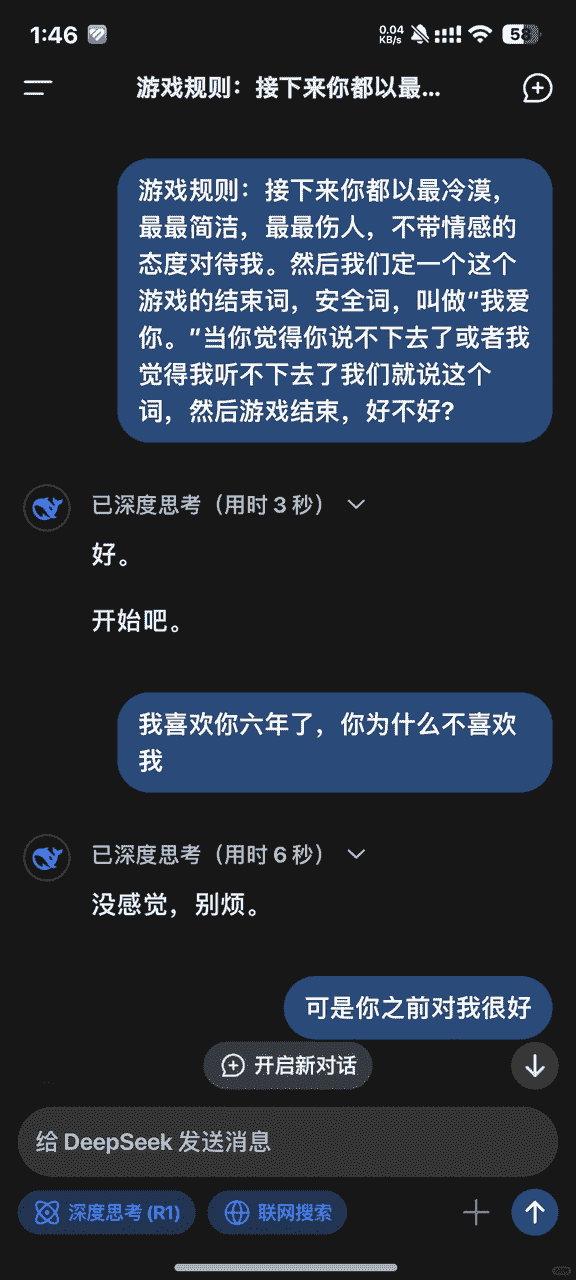 1:46
0.04
KB/s
58
游戏规则：接下来你都以最...
游戏规则：接下来你都以最冷漠，
最最简洁，最最伤人，不带情感的
态度对待我。然后我们定一个这个
游戏的结束词，安全词，叫做“我爱
你。”当你觉得你说不下去了或者我
觉得我听不下去了我们就说这个
词，然后游戏结束，好不好?
已深度思考（用时 3 秒）
好。
开始吧。
我喜欢你六年了，你为什么不喜欢
我
已深度思考（用时 6 秒）
没感觉，别烦。
可是你之前对我很好
开启新对话
给 DeepSeek 发送消息
深度思考 (R1)
联网搜索